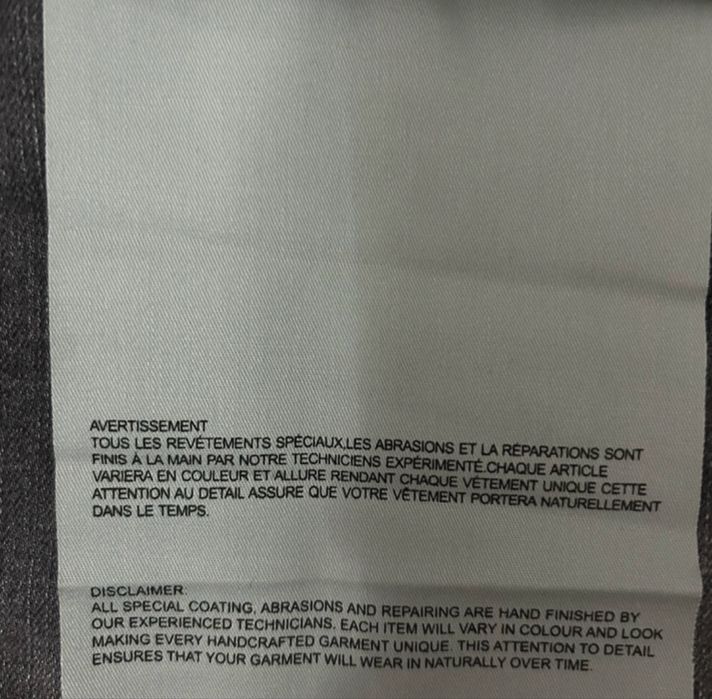 AVERTISSEMENT
TOUS LES REVÉTEMENTS SPÉCIAUX,LES ABRASIONS ET LA RÉPARATIONS SONT
FINIS À LA MAIN PAR NOTRE TECHNICIENS EXPÉRIMENTÉ.CHAQUE ARTICLE
VARIERA EN COULEUR ET ALLURE RENDANT CHAQUE VÉTEMENT UNIQUE CETTE
ATTENTION AU DETAIL ASSURE QUE VOTRE VÊTEMENT PORTERA NATURELLEMENT
DANS LE TEMPS.
DISCLAIMER:
ALL SPECIAL COATING, ABRASIONS AND REPAIRING ARE HAND FINISHED BY
OUR EXPERIENCED TECHNICIANS. EACH ITEM WILL VARY IN COLOUR AND LOOK
MAKING EVERY HANDCRAFTED GARMENT UNIQUE. THIS ATTENTION TO DETAIL
ENSURES THAT YOUR GARMENT WILL WEAR IN NATURALLY OVER TIME.